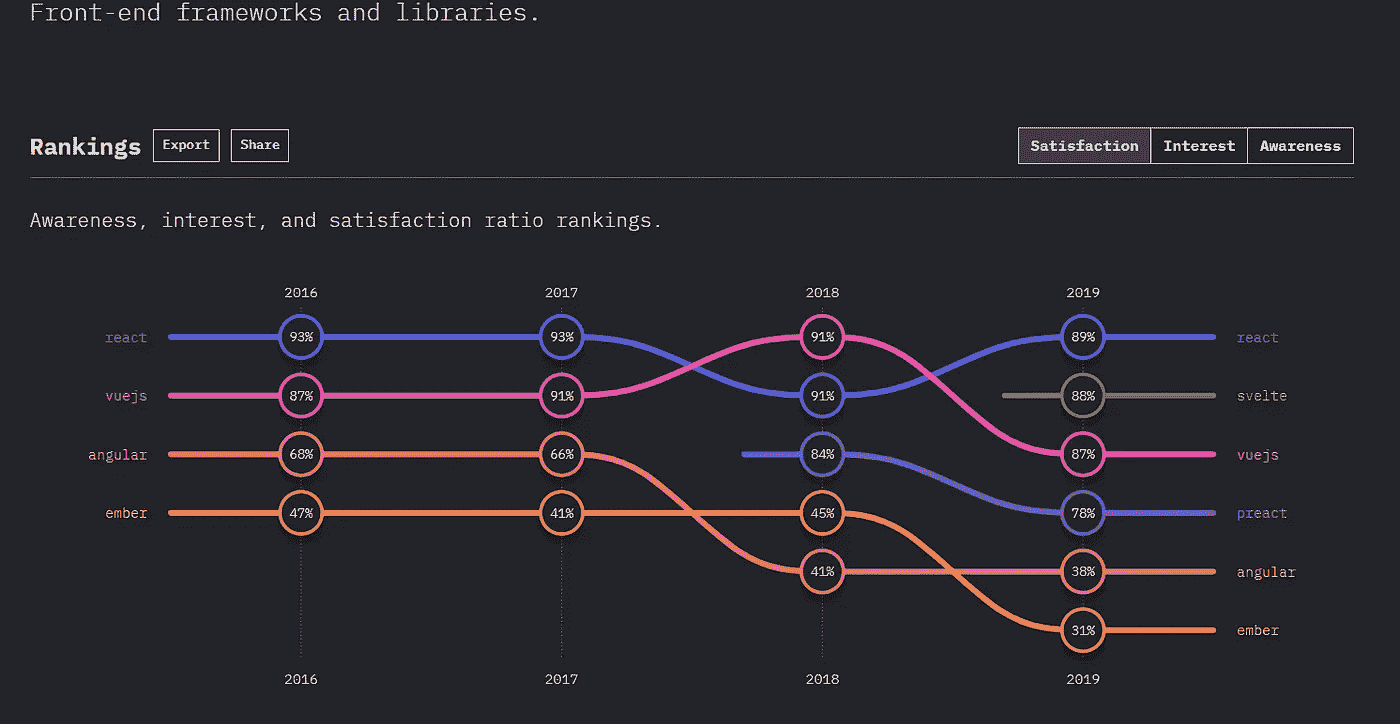 Front-end frameworks and libraries.
Rankings Export Share Satisfaction Interest Awareness
Awareness, interest, and satisfaction ratio rankings.
2016 2017 2018 2019
react 93% 93% 91% 89% react
vuejs 87% 91% 91% 88% svelte
angular 68% 66% 84% 87% vuejs
ember 47% 41% 45% 78% preact
41% 38% angular
31% ember
2016 2017 2018 2019